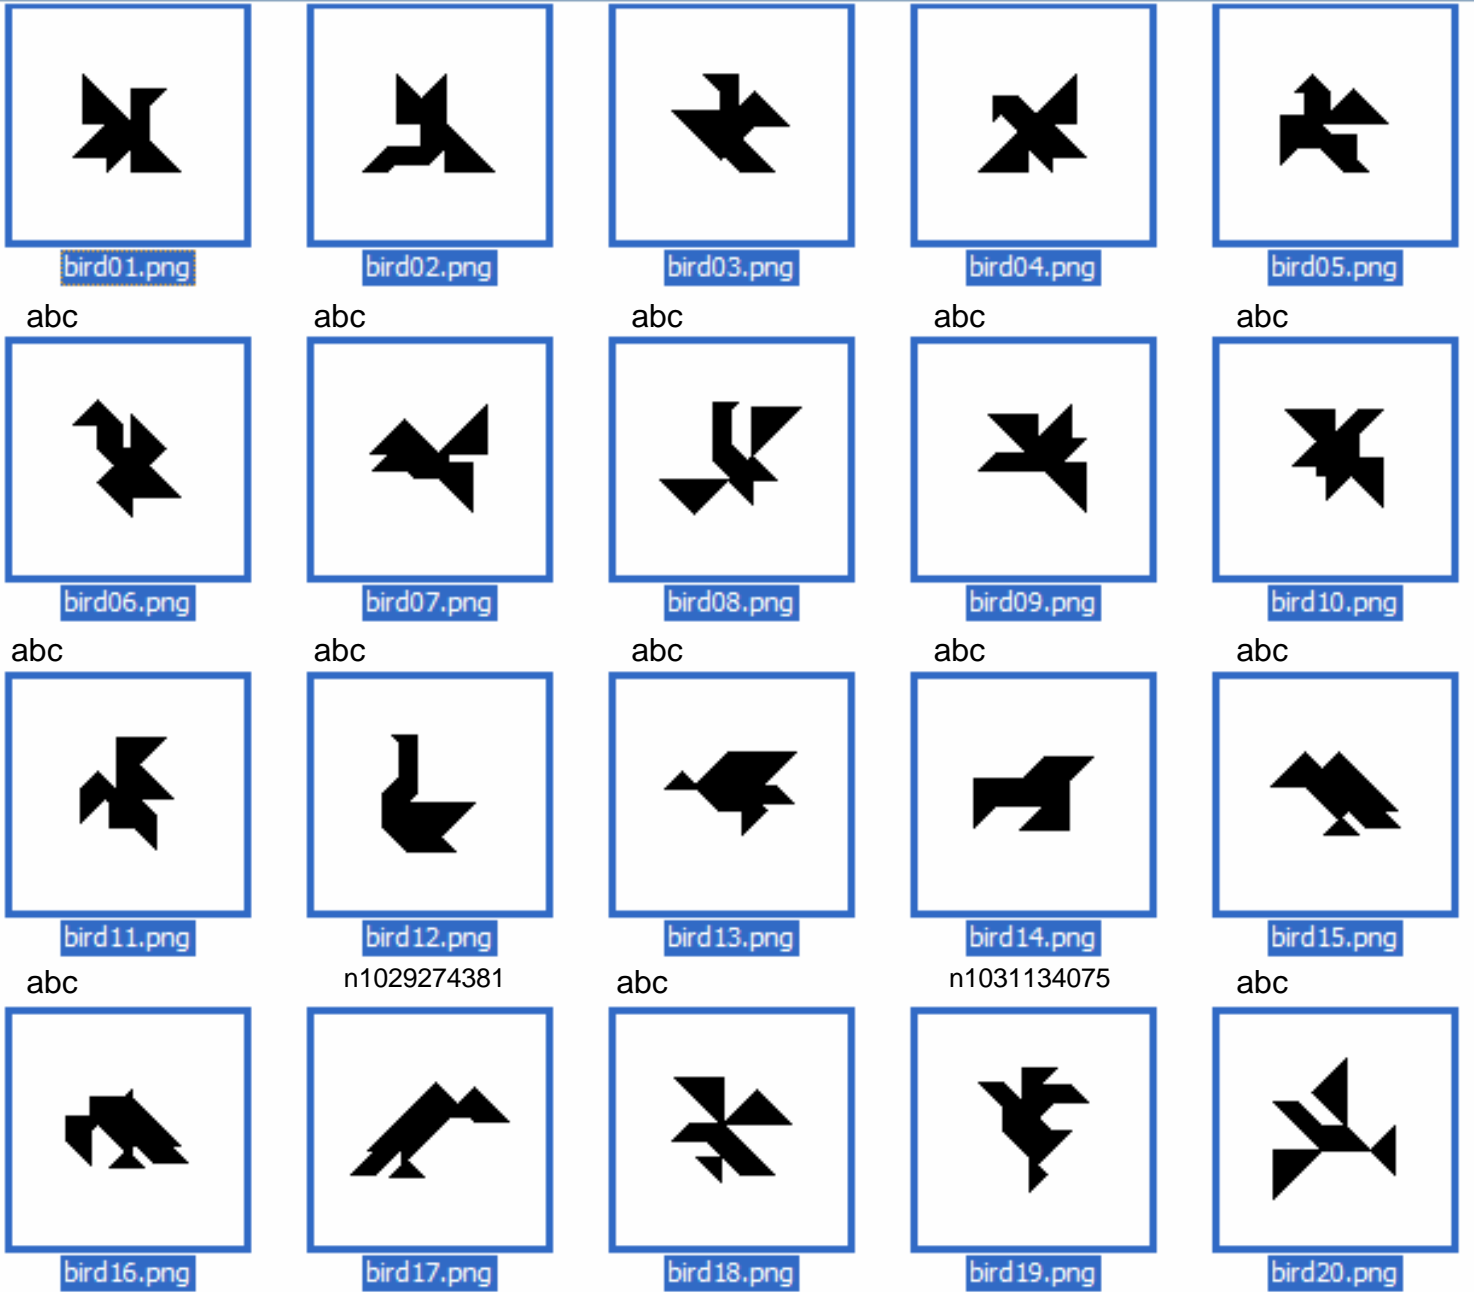 bird01.png bird02.png bird03.png bird04.png bird05.png
abc abc abc abc abc
bird06.png bird07.png bird08.png bird09.png bird10.png
abc abc abc abc abc
bird11.png bird12.png bird13.png bird14.png bird15.png
abc n1029274381 abc n1031134075 abc
bird16.png bird17.png bird18.png bird19.png bird20.png